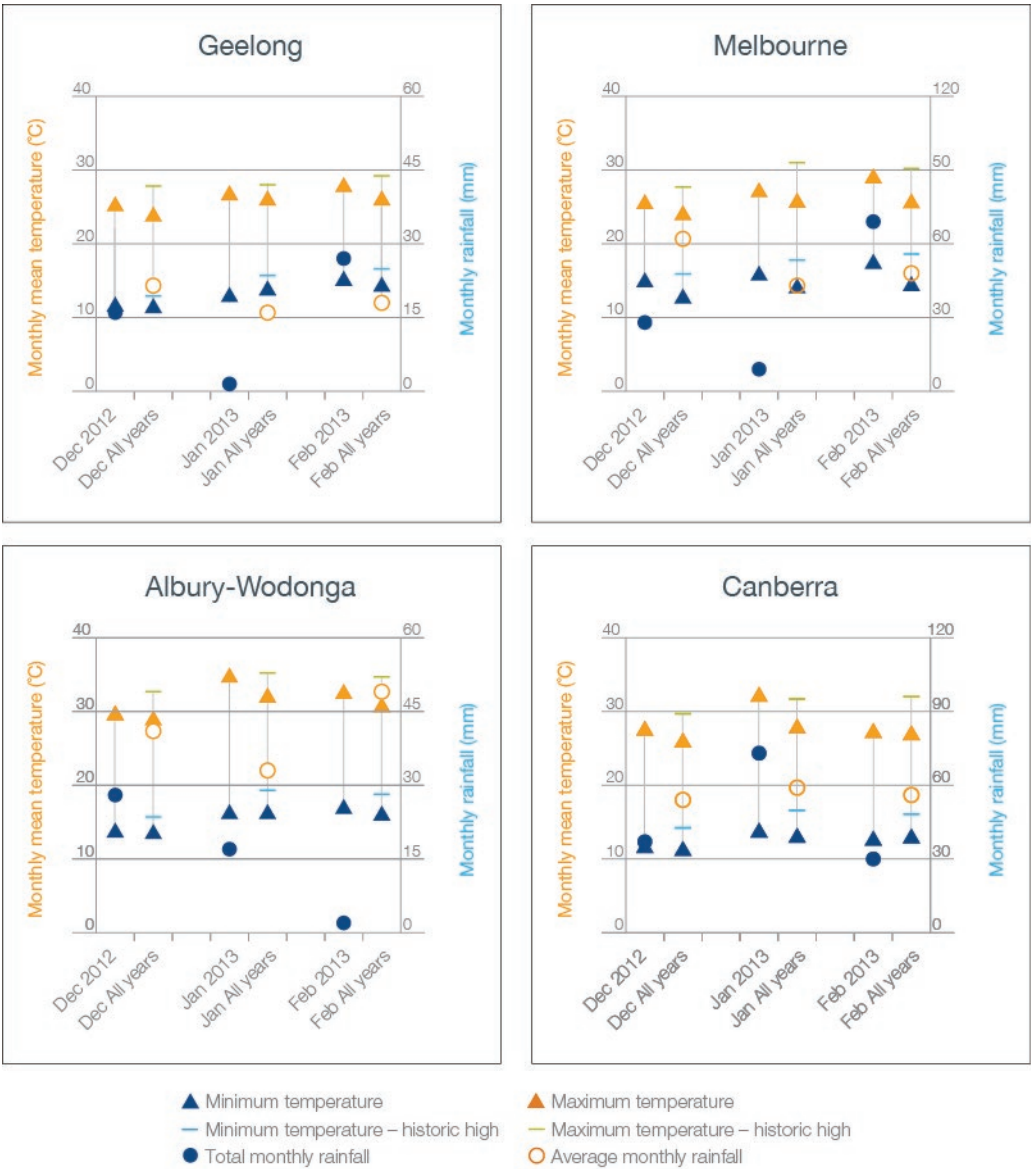 Geelong
40
60
30
45
20
30
10
15
0
0
Monthly mean temperature (°C)
Monthly rainfall (mm)
Dec 2012
Dec All years
Jan 2013
Jan All years
Feb 2013
Feb All years
Melbourne
40
120
30
50
20
60
10
30
0
0
Monthly mean temperature (°C)
Monthly rainfall (mm)
Dec 2012
Dec All years
Jan 2013
Jan All years
Feb 2013
Feb All years
Albury-Wodonga
40
60
30
45
20
30
10
15
0
0
Monthly mean temperature (°C)
Monthly rainfall (mm)
Dec 2012
Dec All years
Jan 2013
Jan All years
Feb 2013
Feb All years
Canberra
40
120
30
90
20
60
10
30
0
0
Monthly mean temperature (°C)
Monthly rainfall (mm)
Dec 2012
Dec All years
Jan 2013
Jan All years
Feb 2013
Feb All years
Minimum temperature
Maximum temperature
Minimum temperature – historic high
Maximum temperature – historic high
Total monthly rainfall
Average monthly rainfall